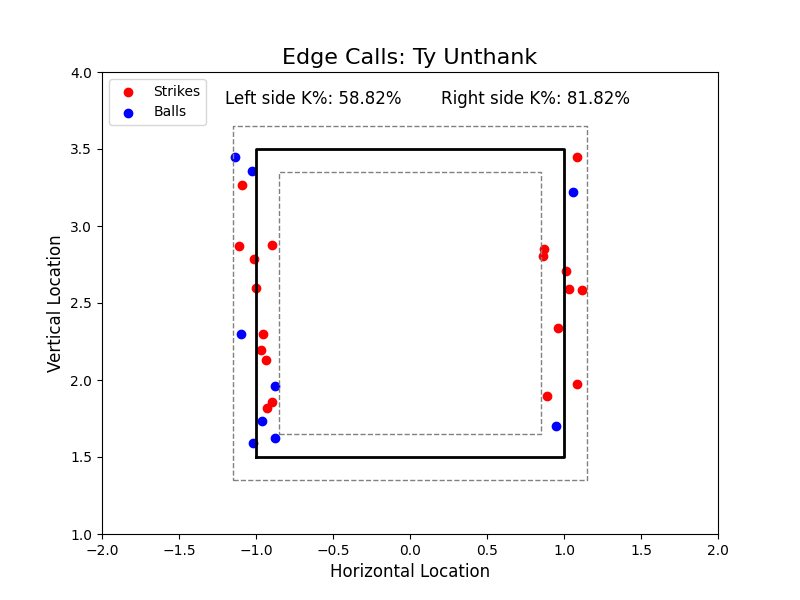 Edge Calls: Ty Unthank
Strikes
Balls
Left side K%: 58.82%
Right side K%: 81.82%
4.0
3.5
3.0
2.5
2.0
1.5
1.0
Vertical Location
−2.0 −1.5 −1.0 −0.5 0.0 0.5 1.0 1.5 2.0
Horizontal Location